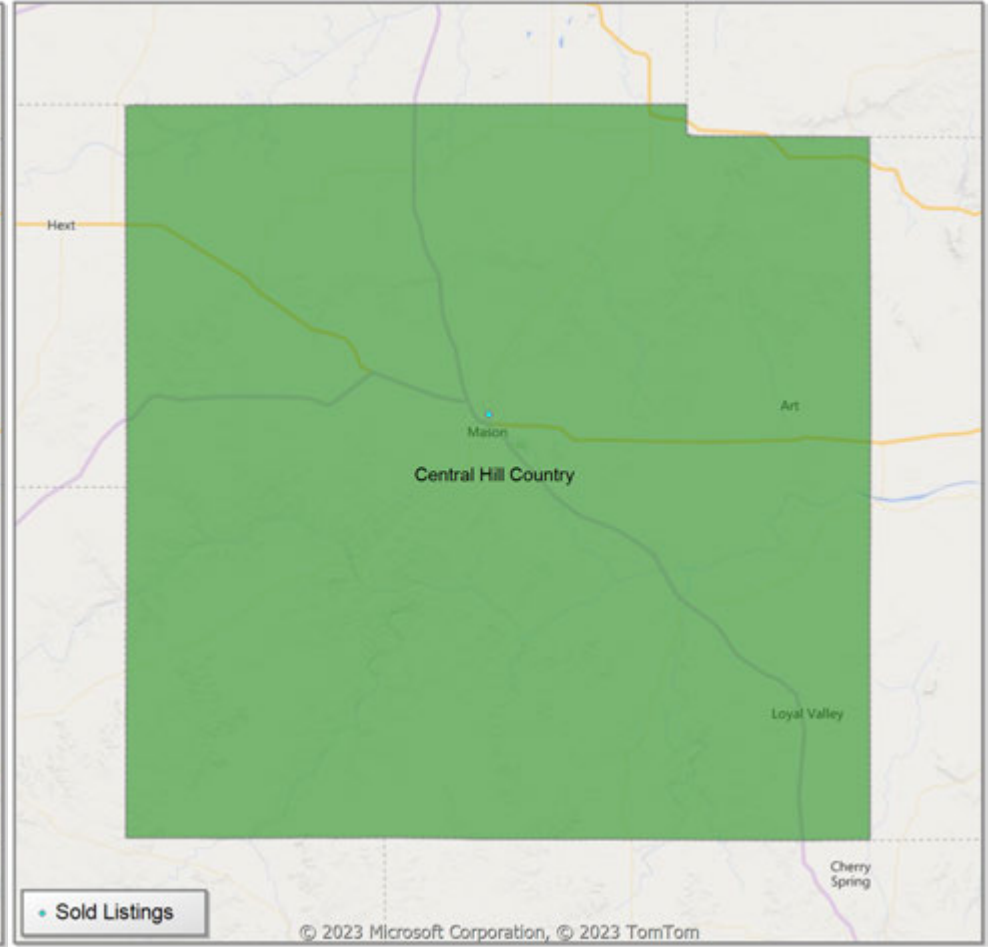 Hext
Art
Mason
Central Hill Country
Loyal Valley
Cherry
Spring
Sold Listings
© 2023 Microsoft Corporation, © 2023 TomTom